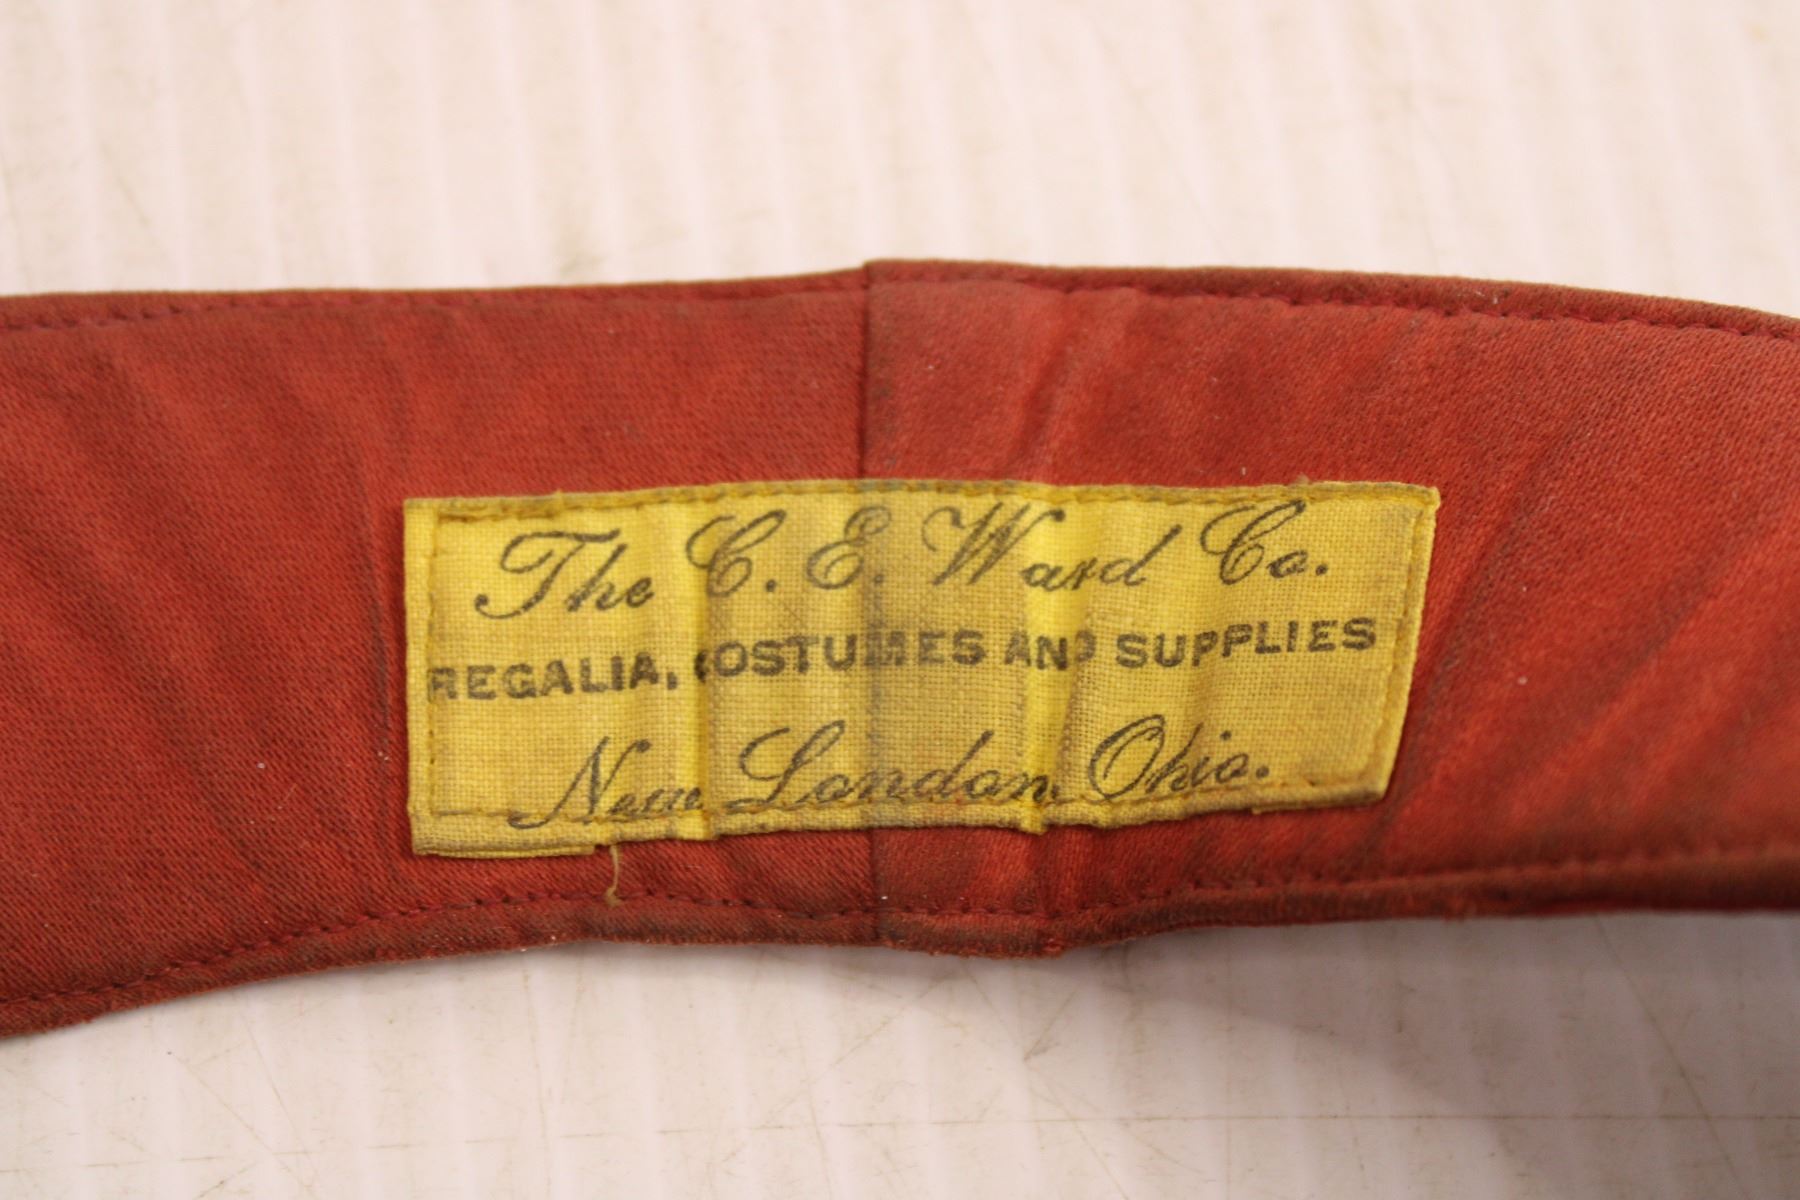 The C. E. Ward Co.
REGALIA, COSTUMES AND SUPPLIES
New London, Ohio.